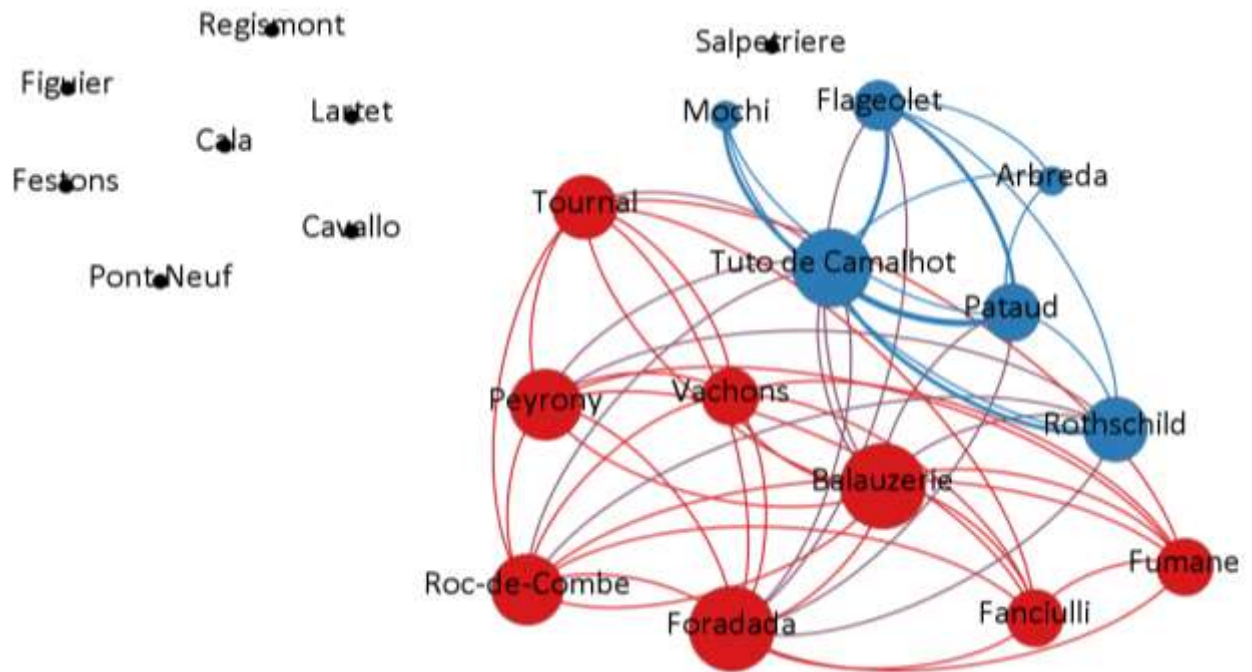 Regismont
Salpetriere
Figuier
Flageolet
Lartet
Mochi
Cala
Arbreda
Festons
Tournal
Cavallo
Tuto de Camalhot
Pont-Neuf
Pataud
Peyrony
Vachons
Rothschild
Balauzerie
Roc-de-Combe
Fumane
Foradada
Fanciulli